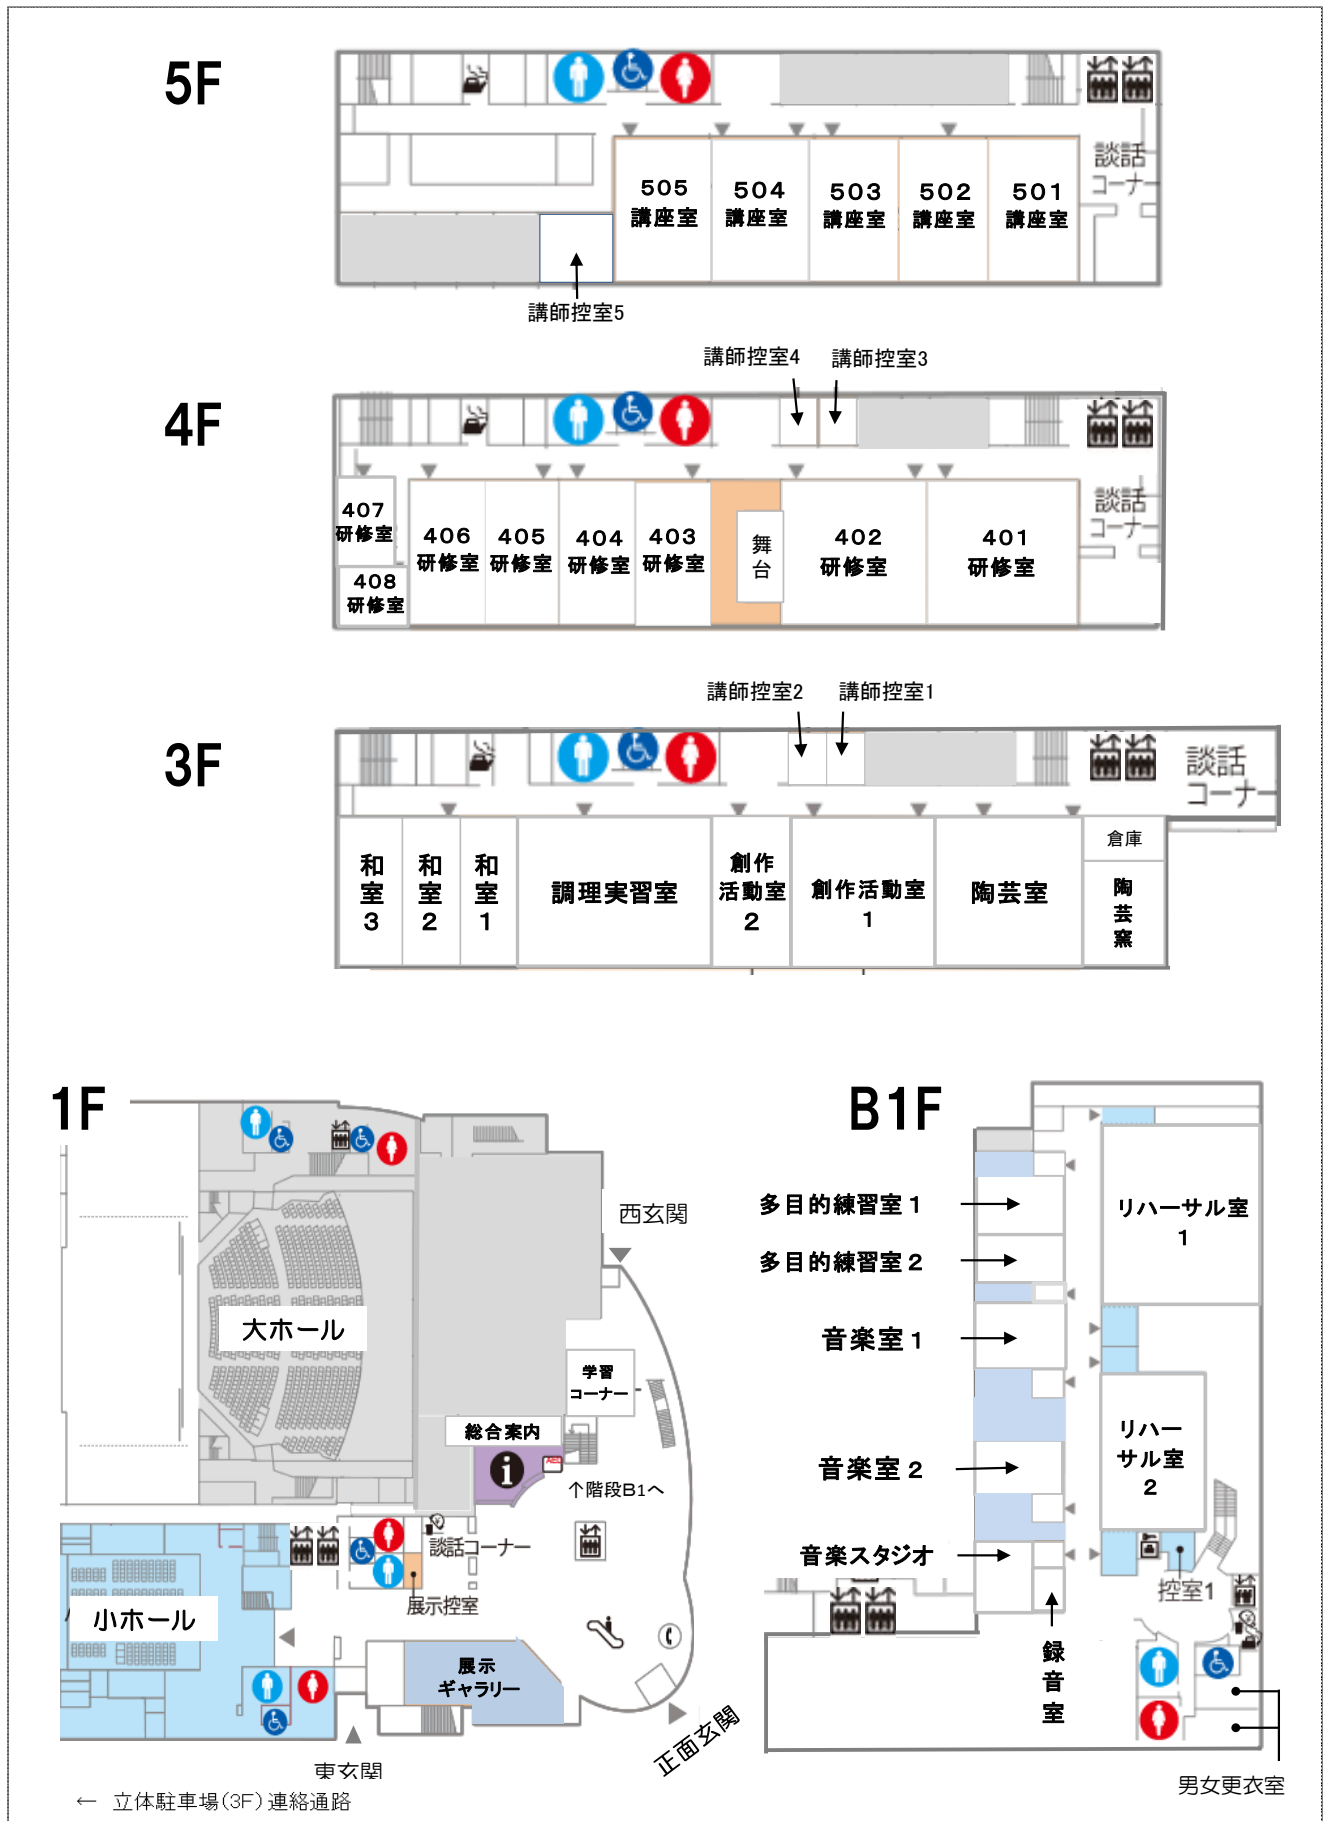 5F
談話
コーナー
505
講座室
504
講座室
503
講座室
502
講座室
501
講座室
講師控室5
講師控室4
講師控室3
4F
談話
コーナー
407
研修室
408
研修室
406
研修室
405
研修室
404
研修室
403
研修室
舞台
402
研修室
401
研修室
講師控室2
講師控室1
3F
談話
コーナー
和室3
和室2
和室1
調理実習室
創作
活動室
2
創作活動室
1
陶芸室
倉庫
陶芸窯
1F
西玄関
大ホール
学習
コーナー
総合案内
i
AED
↑階段B1へ
談話コーナー
展示控室
小ホール
展示
ギャラリー
正面玄関
東玄関
← 立体駐車場(3F)連絡通路
B1F
多目的練習室1
リハーサル室
1
多目的練習室2
音楽室1
リハー
サル室
2
音楽室2
音楽スタジオ
控室1
録音室
男女更衣室